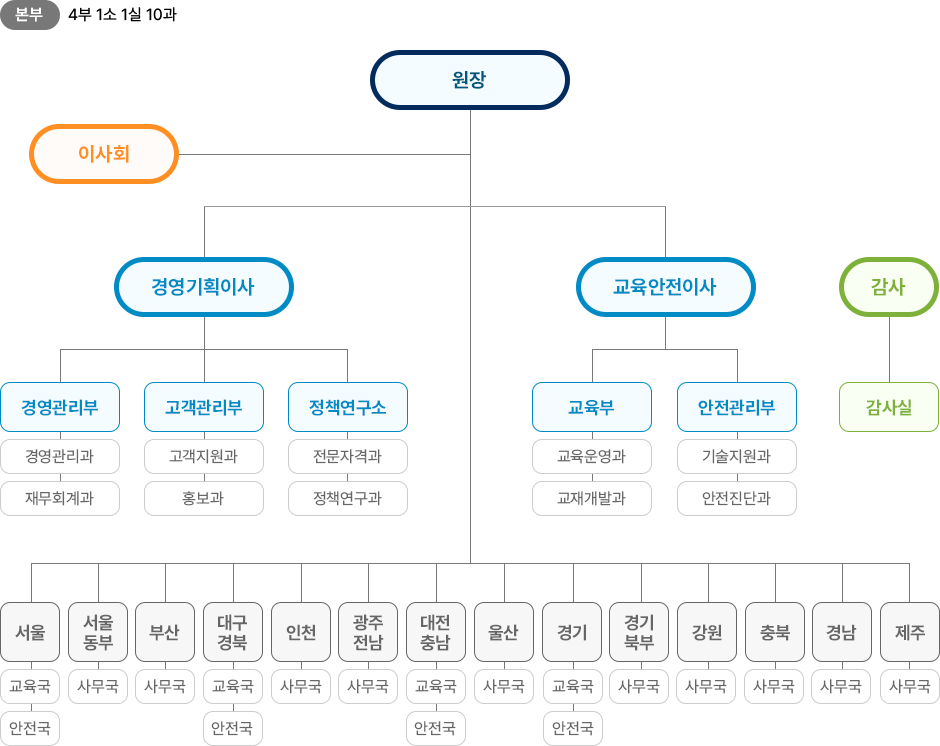 본부 4부 1소 1실 10과
원장
이사회
경영기획이사 교육안전이사 감사
경영관리부 고객관리부 정책연구소 교육부 안전관리부 감사실
경영관리과 고객지원과 전문자격과 교육운영과 기술지원과
재무회계과 홍보과 정책연구과 교재개발과 안전진단과
서울
서울
동부
부산
대구
경북
인천
광주
전남
대전
충남
울산
경기
경기
북부
강원
충북
경남
제주
교육국 사무국 사무국 교육국 사무국 사무국 교육국 사무국 교육국 사무국 사무국 사무국 사무국 사무국
안전국 안전국 안전국 안전국